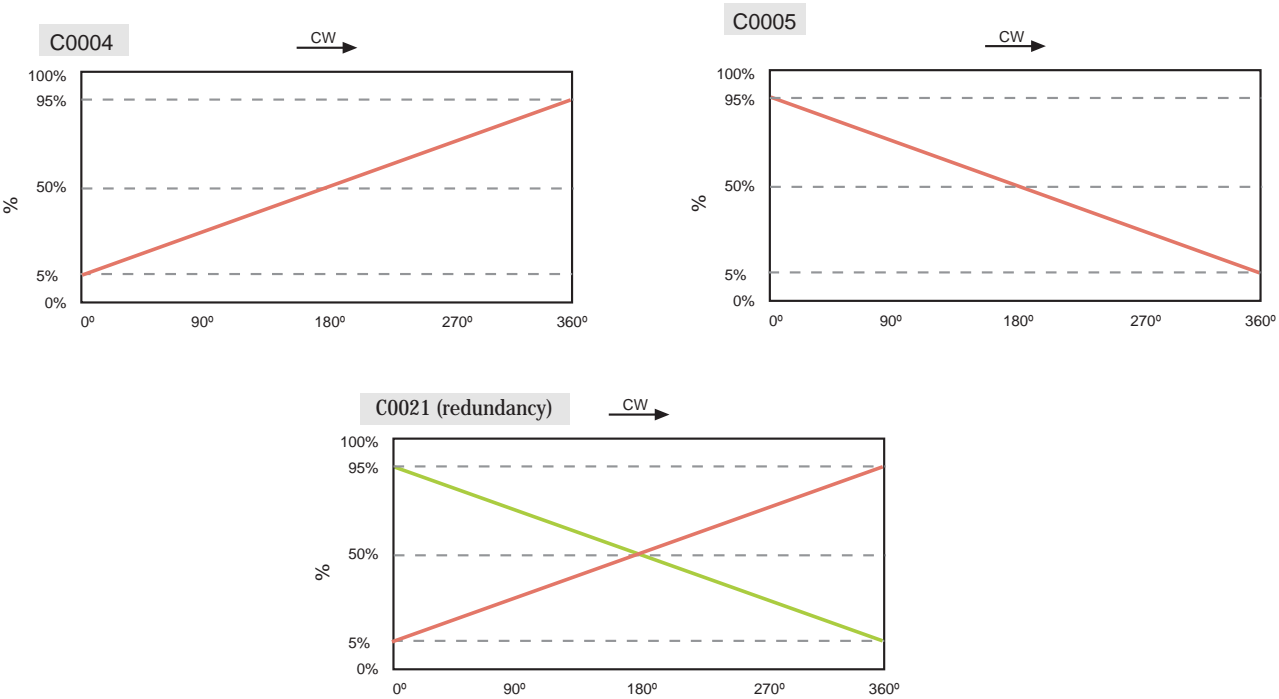 C0004
CW
100%
95%
50%
5%
0%
%
0º
90º
180º
270º
360º
C0005
CW
100%
95%
50%
5%
0%
%
0º
90º
180º
270º
360º
C0021 (redundancy)
CW
100%
95%
50%
5%
0%
%
0º
90º
180º
270º
360º